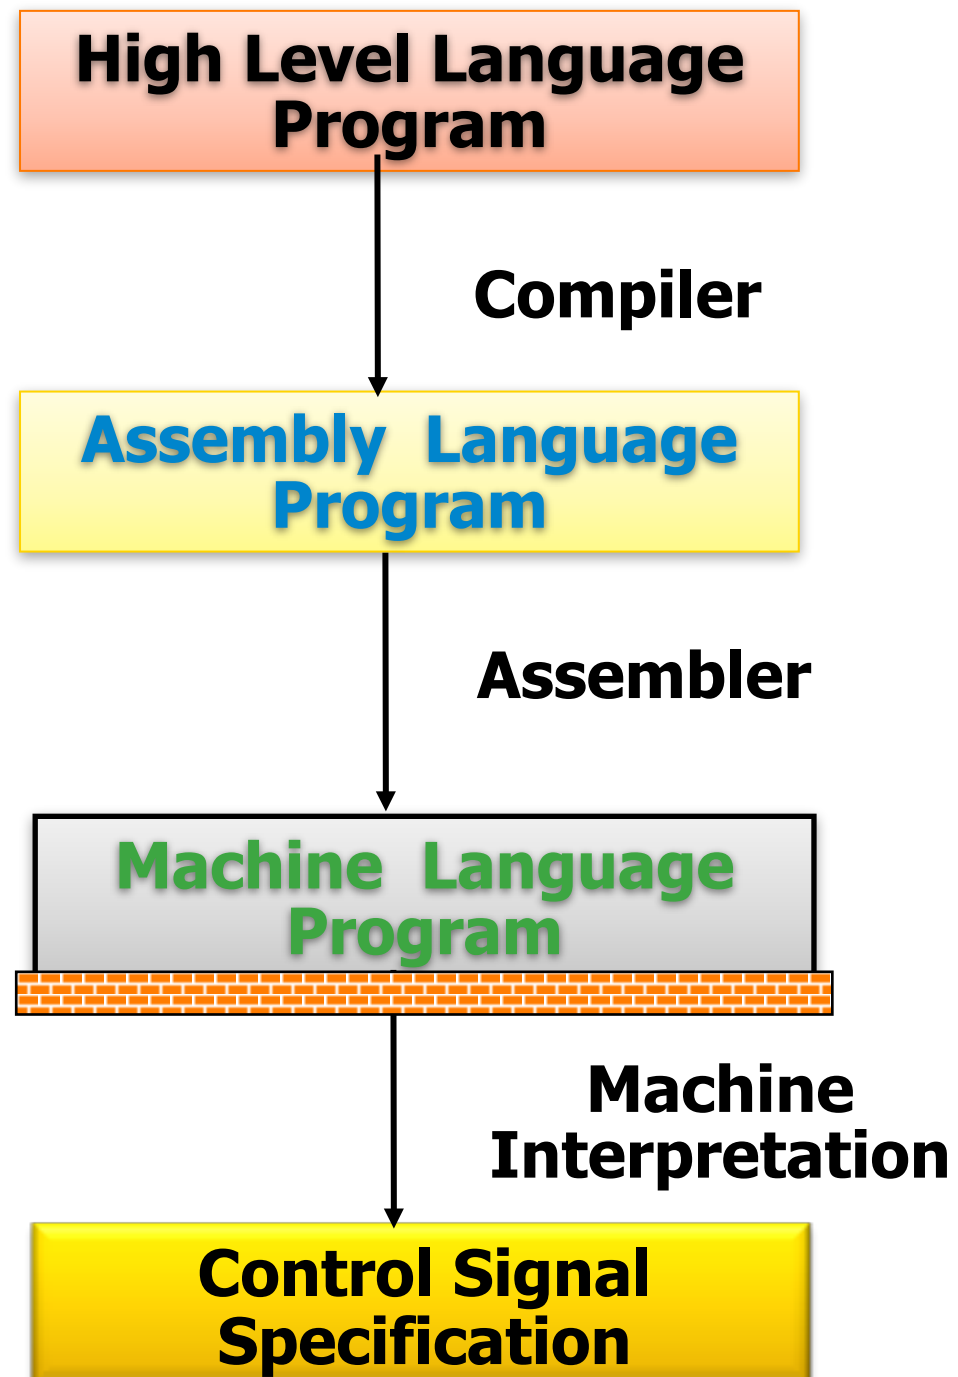 High Level Language
Program
Compiler
Assembly Language
Program
Assembler
Machine Language
Program
Machine
Interpretation
Control Signal
Specification